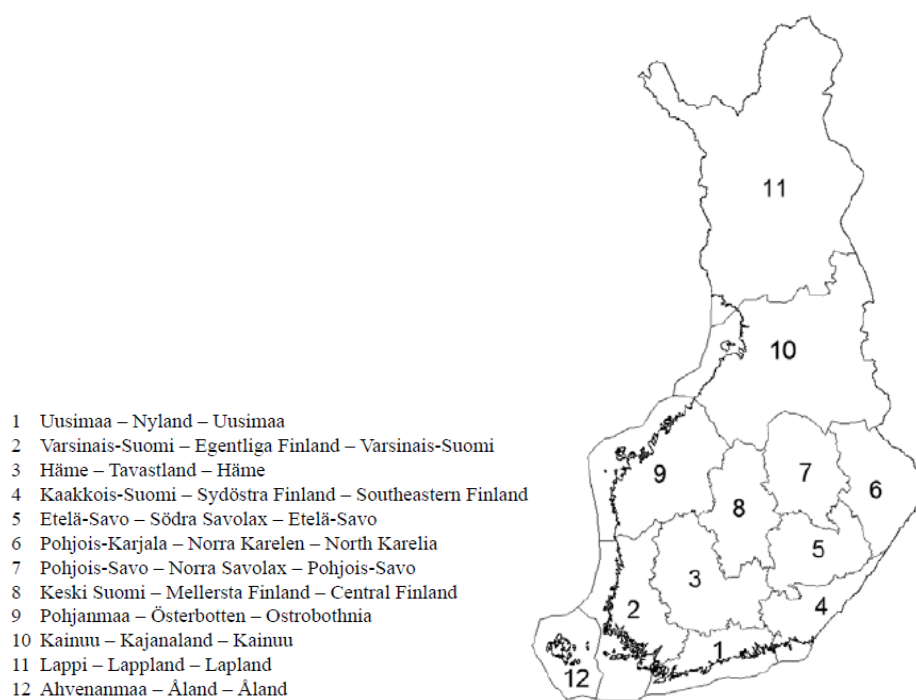 11
10
9
7
6
8
5
3
4
2
1
12
1 Uusimaa – Nyland – Uusimaa
2 Varsinais-Suomi – Egentliga Finland – Varsinais-Suomi
3 Häme – Tavastland – Häme
4 Kaakkois-Suomi – Sydöstra Finland – Southeastern Finland
5 Etelä-Savo – Södra Savolax – Etelä-Savo
6 Pohjois-Karjala – Norra Karelen – North Karelia
7 Pohjois-Savo – Norra Savolax – Pohjois-Savo
8 Keski Suomi – Mellersta Finland – Central Finland
9 Pohjanmaa – Österbotten – Ostrobothnia
10 Kainuu – Kajanaland – Kainuu
11 Lappi – Lappland – Lapland
12 Ahvenanmaa – Åland – Åland